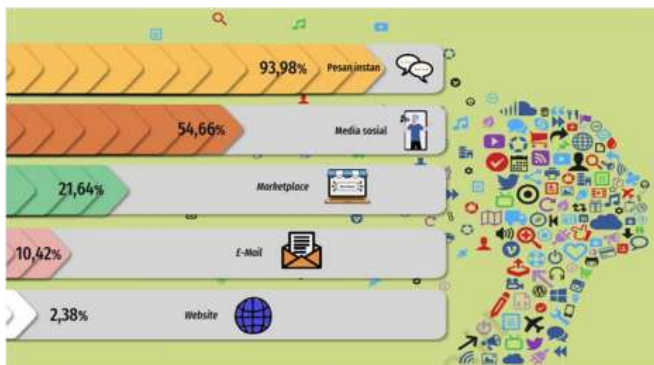 93,98% Pesan instan
54,66% Media sosial
21,64% Marketplace
10,42% E-Mail
2,38% Website